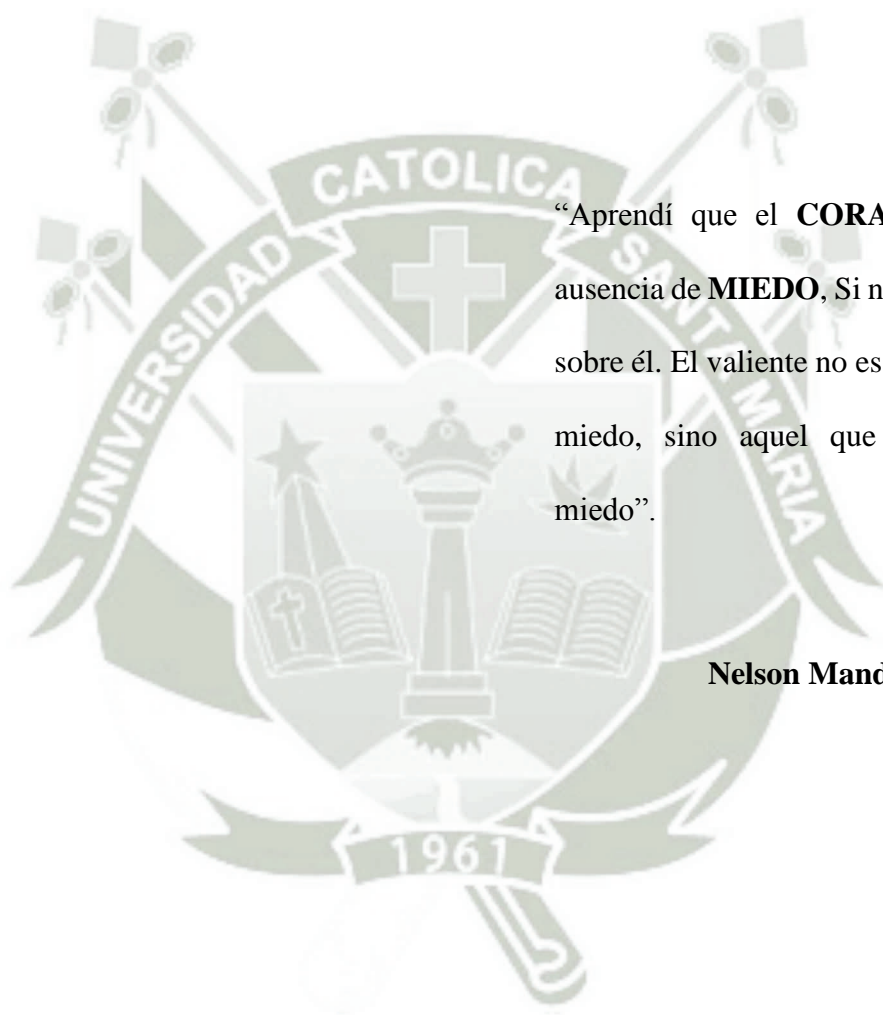 UNIVERSIDAD CATOLICA SANTA MARIA
“Aprendí que el CORA
ausencia de MIEDO, Si n
sobre él. El valiente no es
miedo, sino aquel que
miedo”.
Nelson Mand
1961